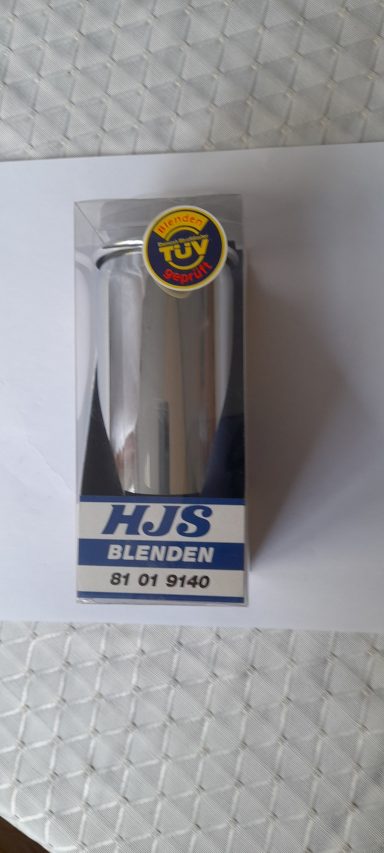 Blenden
TÜV
geprüft
HJS
BLENDEN
81 01 9140